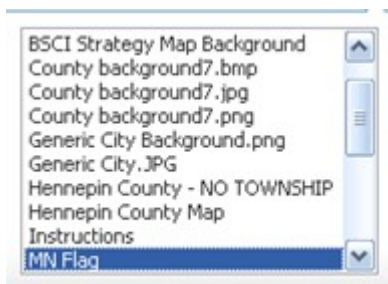 BSCI Strategy Map Background
County background7.bmp
County background7.jpg
County background7.png
Generic City Background.png
Generic City.JPG
Hennepin County - NO TOWNSHIP
Hennepin County Map
Instructions
MN Flag